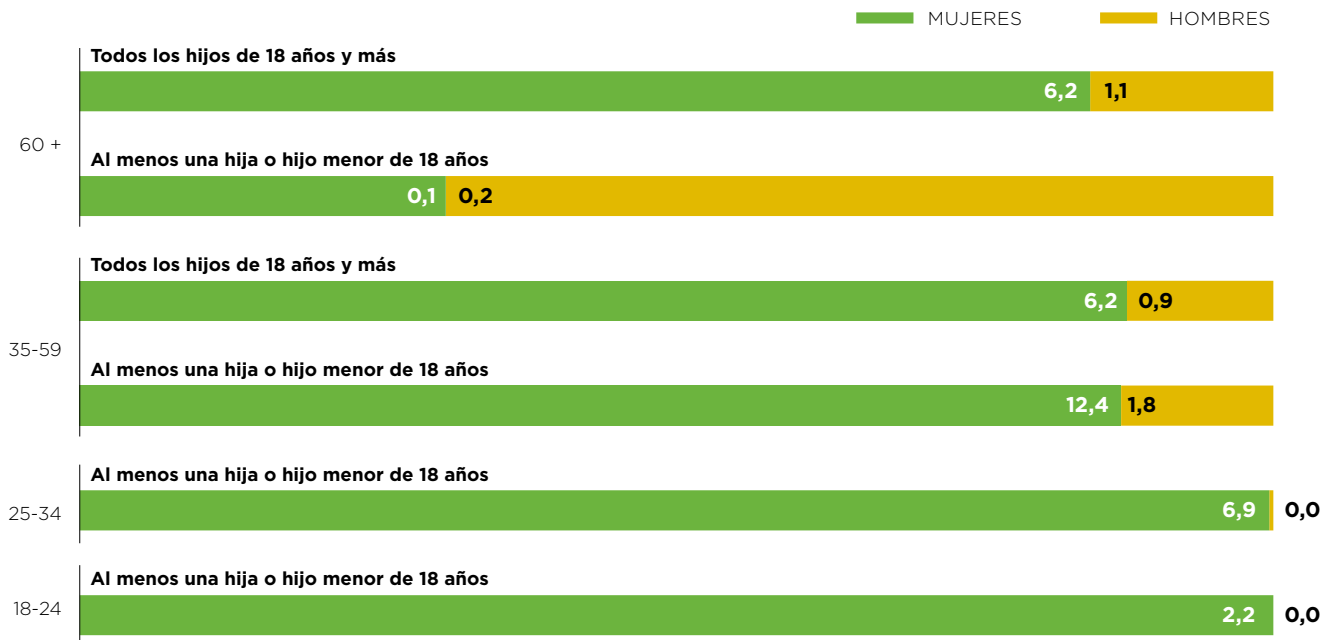 MUJERES HOMBRES
Todos los hijos de 18 años y más
6,2 1,1
60 +
Al menos una hija o hijo menor de 18 años
0,1 0,2
Todos los hijos de 18 años y más
6,2 0,9
35-59
Al menos una hija o hijo menor de 18 años
12,4 1,8
Al menos una hija o hijo menor de 18 años
25-34 6,9 0,0
Al menos una hija o hijo menor de 18 años
18-24 2,2 0,0